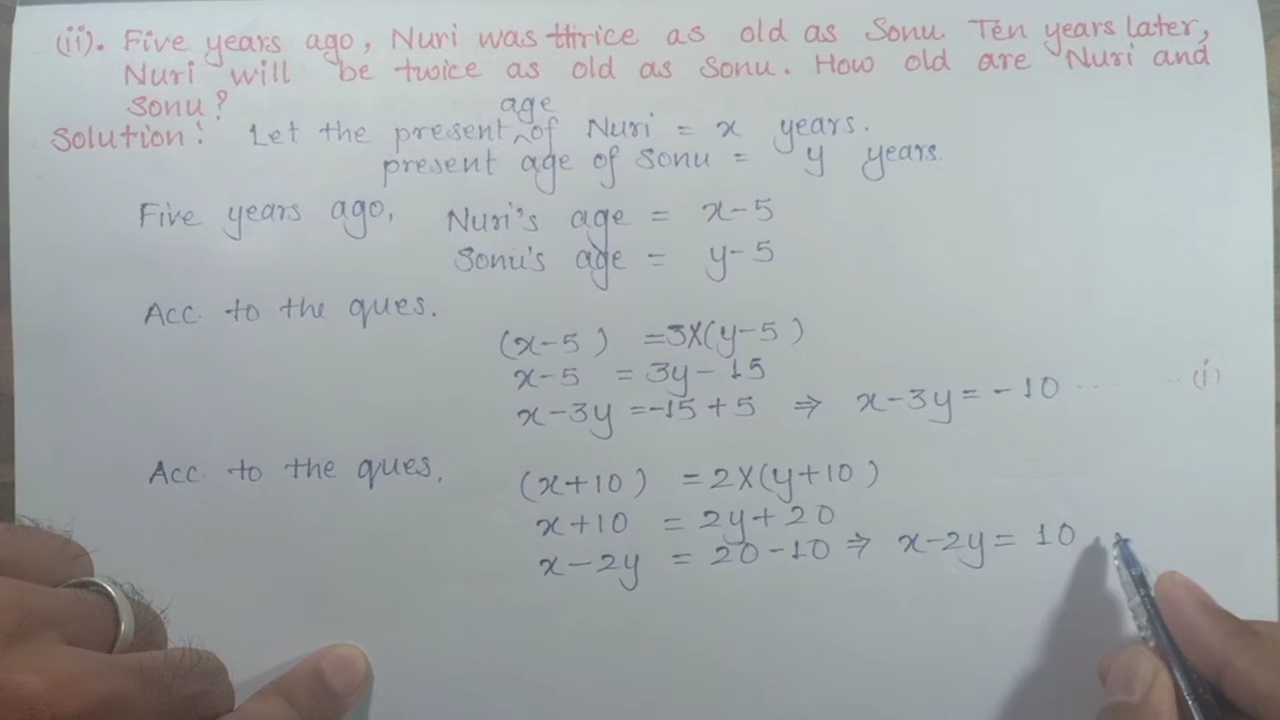 (ii). Five years ago, Nuri was thrice as old as Sonu. Ten years later,
Nuri will be twice as old as Sonu. How old are Nuri and
Sonu?
age
Solution: Let the present ^ of Nuri = x years.
present age of Sonu = y years.
Five years ago, Nuri's age = x-5
Sonu's age = y-5
Acc. to the ques.
(x-5) =3X(y-5)
x-5 = 3y-15
x-3y =-15+5 ⇒ x-3y = -10 ... - (i)
Acc. to the ques, (x+10) =2X(y+10)
x+10 = 2y+20
x-2y = 20-10 ⇒ x-2y = 10